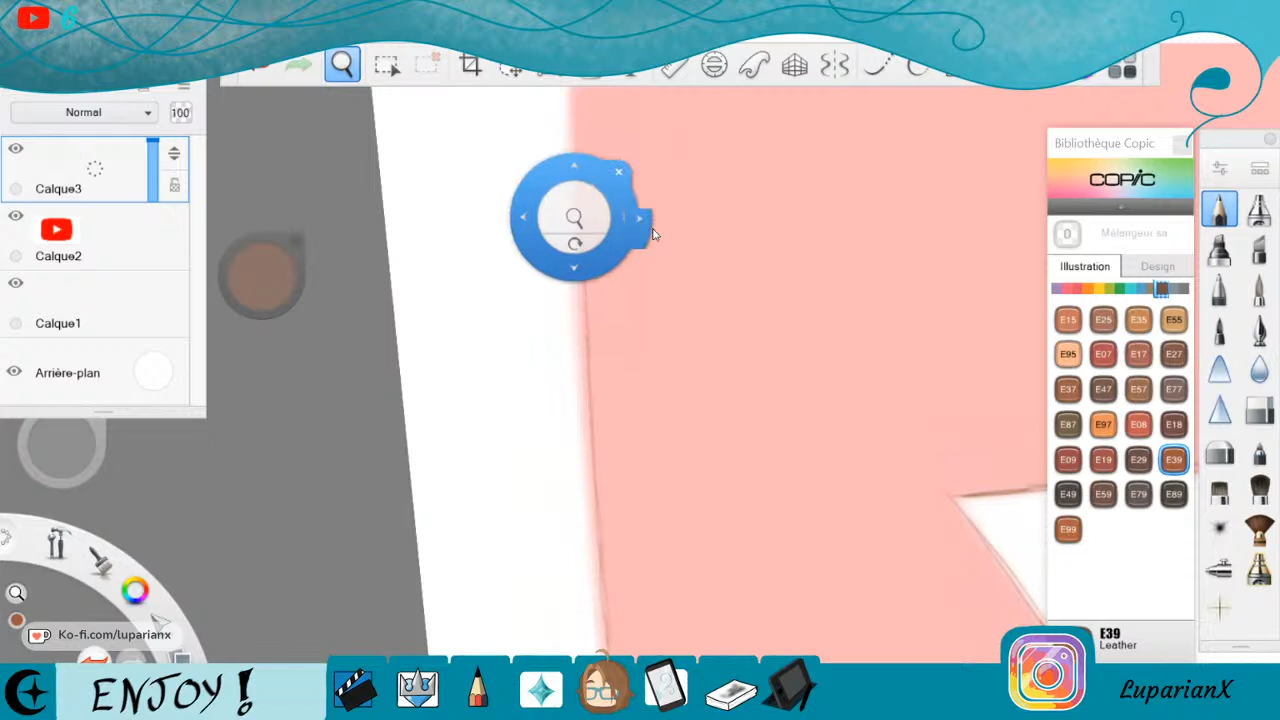 Normal
100
Calque3
Calque2
Calque1
Arrière-plan
Bibliothèque Copic
COPIC
0
Mélangeur sa
Illustration
Design
E15
E25
E35
E55
E95
E07
E17
E27
E37
E47
E57
E77
E87
E97
E08
E18
E09
E19
E29
E39
E49
E59
E79
E89
E99
E39
Leather
Ko-fi.com/luparianx
ENJOY !
LuparianX